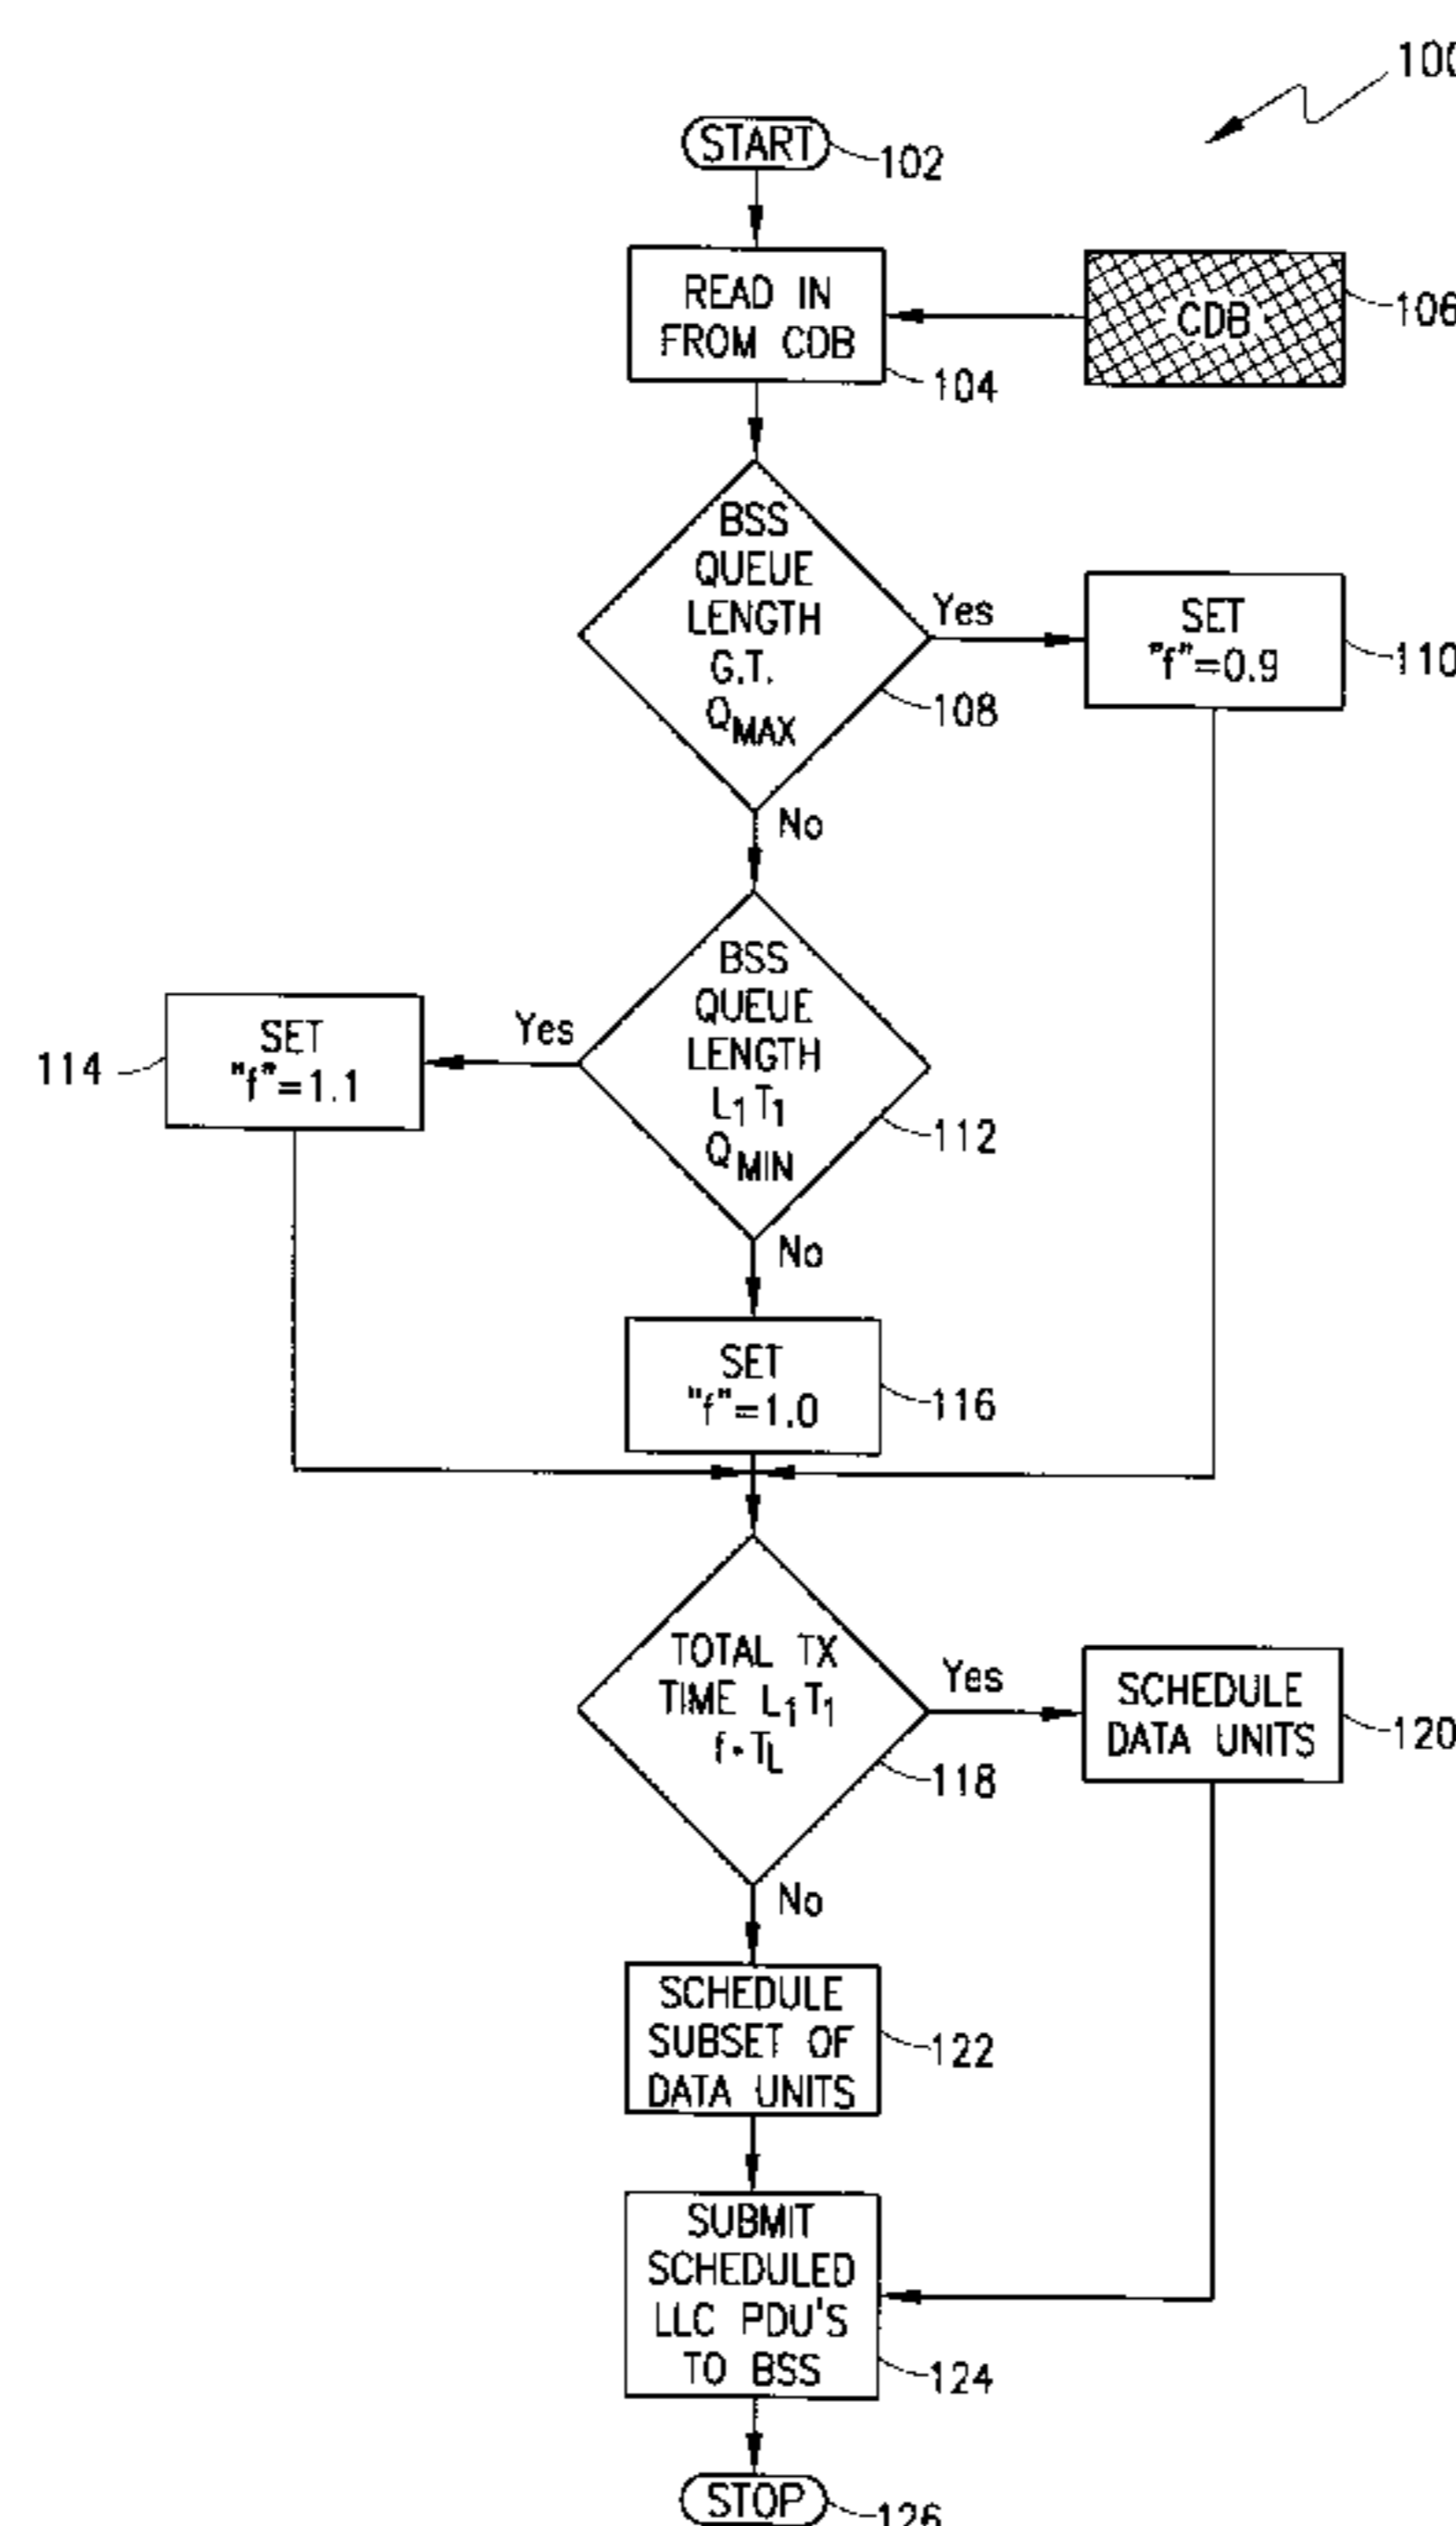 100
START
102
READ IN
FROM CDB
104
CDB
106
BSS
QUEUE
LENGTH
G.T.
QMAX
108
Yes
SET
"f"=0.9
110
No
BSS
QUEUE
LENGTH
L1T1
QMIN
112
Yes
SET
"f"=1.1
114
No
SET
"f"=1.0
116
TOTAL TX
TIME L1T1
f•TL
118
Yes
SCHEDULE
DATA UNITS
120
No
SCHEDULE
SUBSET OF
DATA UNITS
122
SUBMIT
SCHEDULED
LLC PDU'S
TO BSS
124
STOP
126